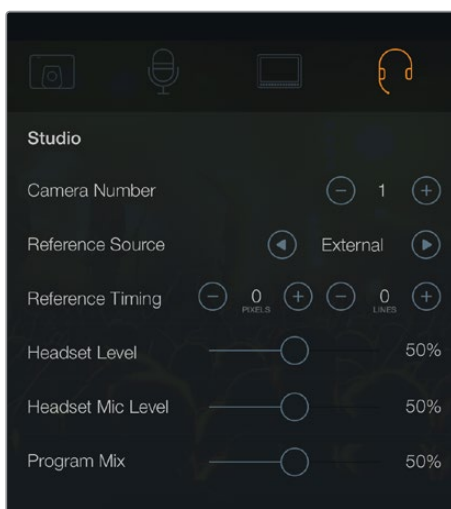 Studio
Camera Number − 1 +
Reference Source External
Reference Timing − 0 PIXELS + − 0 LINES +
Headset Level 50%
Headset Mic Level 50%
Program Mix 50%